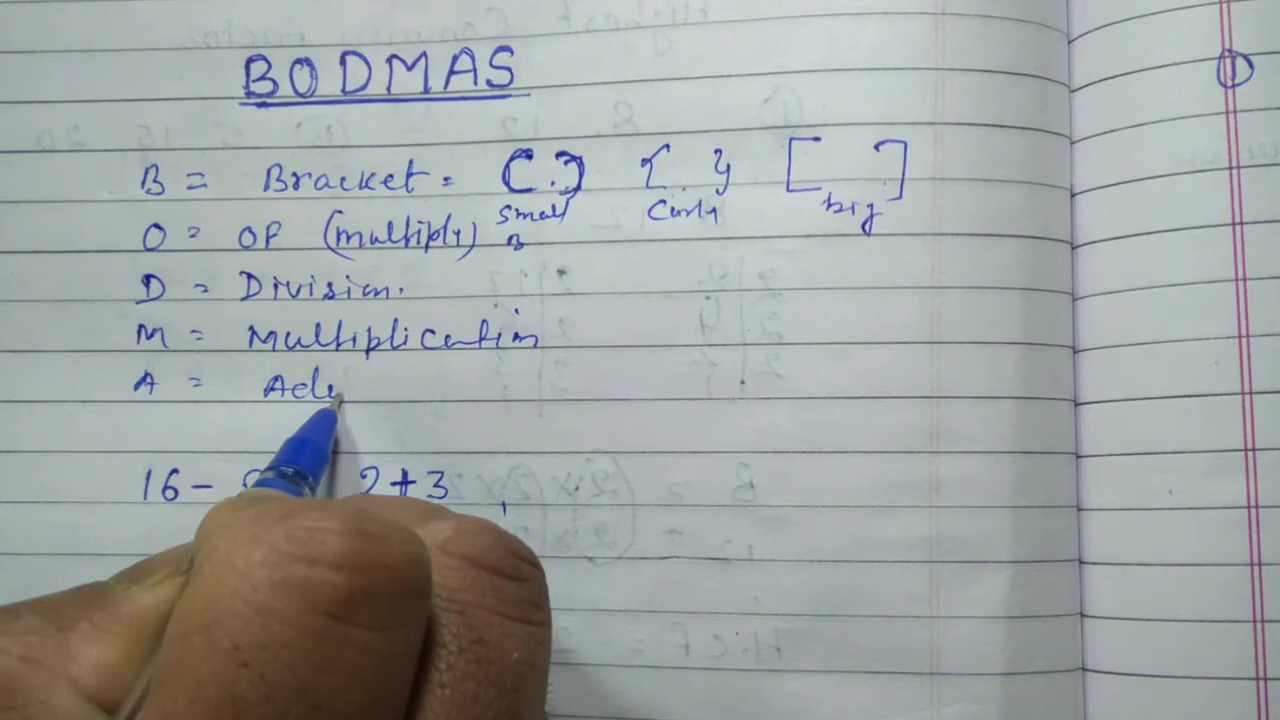 BODMAS
B = Bracket = (.) { . } [ ]
small curly big
O = OF (multiply) B
D = Division.
M = Multiplication
A = Add
16 - 2 + 3